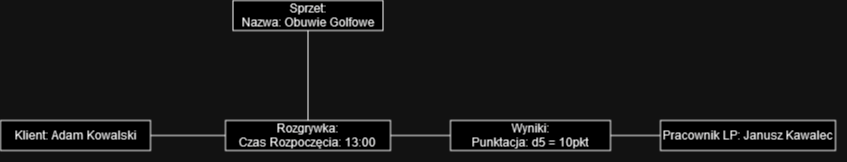 Sprzet:
Nazwa: Obuwie Golfowe
Klient: Adam Kowalski
Rozgrywka:
Czas Rozpoczęcia: 13:00
Wyniki:
Punktacja: d5 = 10pkt
Pracownik LP: Janusz Kawalec